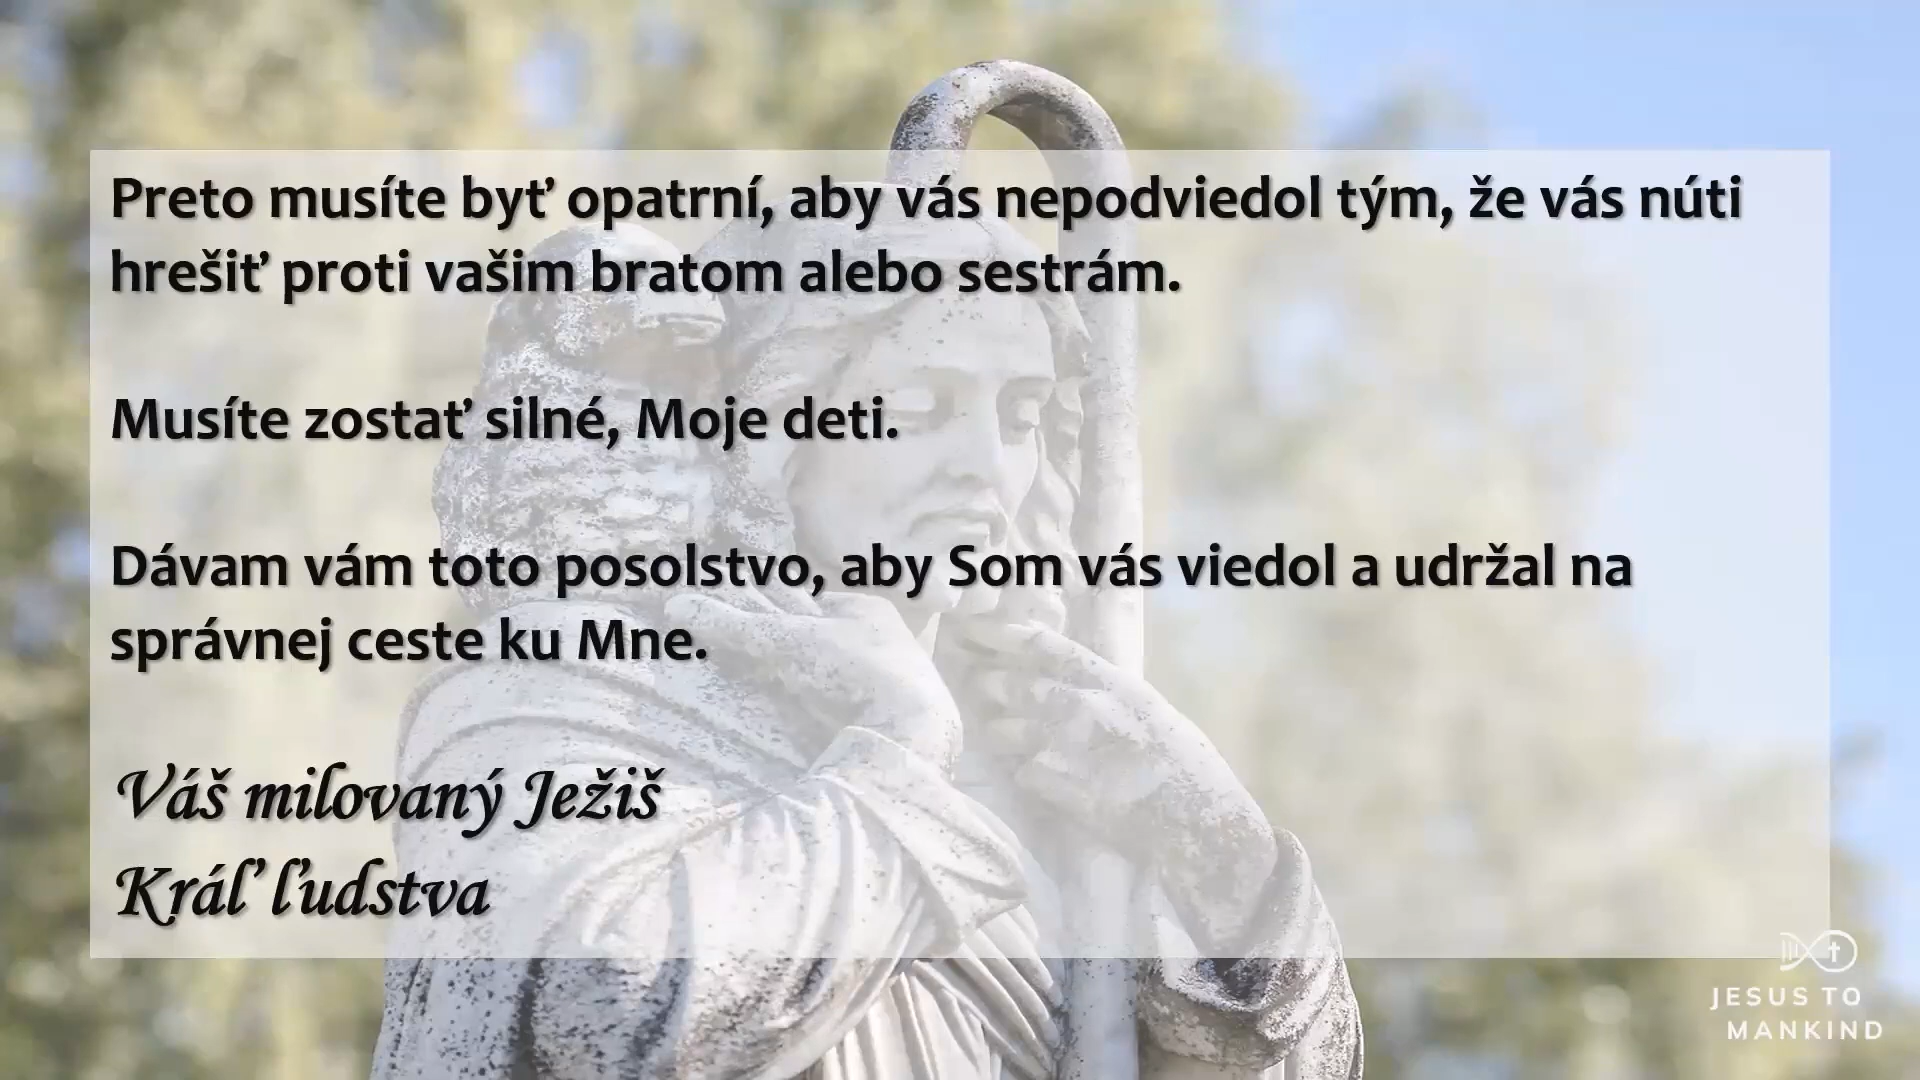 Preto musíte byť opatrní, aby vás nepodviedol tým, že vás núti
hrešiť proti vašim bratom alebo sestrám.
Musíte zostať silné, Moje deti.
Dávam vám toto posolstvo, aby Som vás viedol a udržal na
správnej ceste ku Mne.
Váš milovaný Ježiš
Kráľ ľudstva
JESUS TO
MANKIND